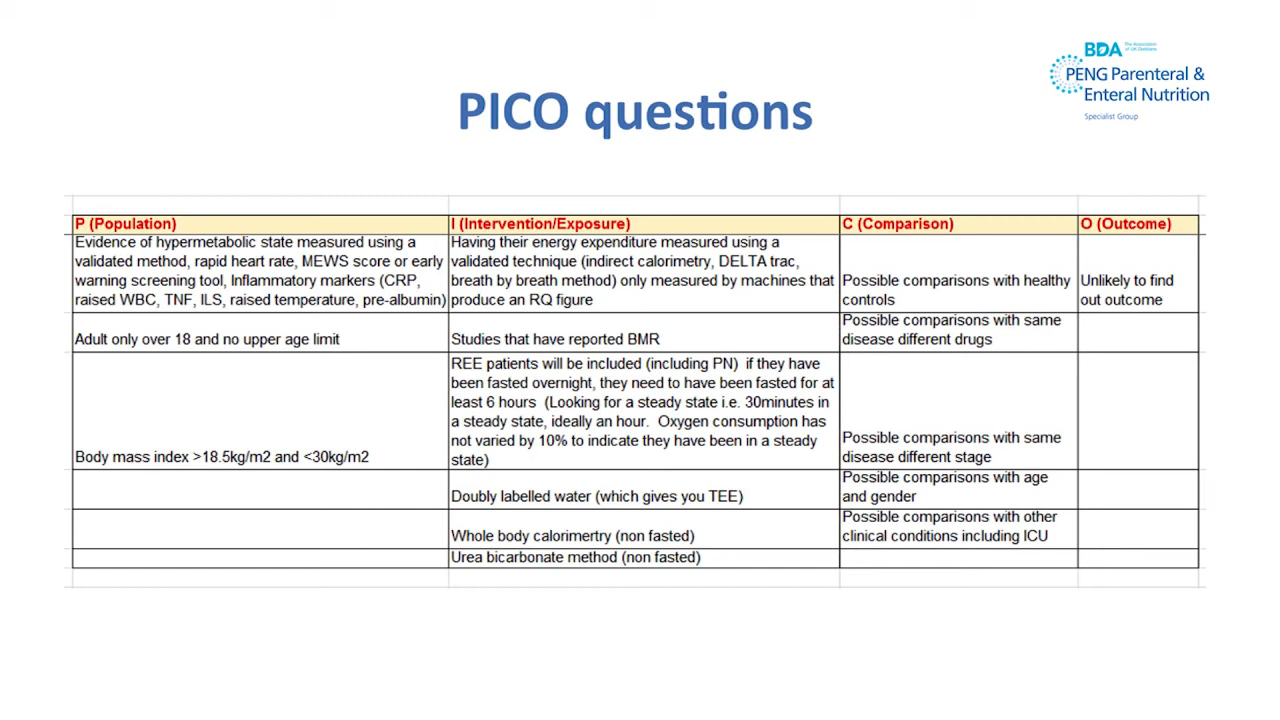 BDA The Association of UK Dietitians
PENG Parenteral &
Enteral Nutrition
Specialist Group
PICO questions
P (Population)
I (Intervention/Exposure)
C (Comparison)
O (Outcome)
Evidence of hypermetabolic state measured using a
validated method, rapid heart rate, MEWS score or early
warning screening tool, Inflammatory markers (CRP,
raised WBC, TNF, ILS, raised temperature, pre-albumin)
Having their energy expenditure measured using a
validated technique (indirect calorimetry, DELTA trac,
breath by breath method) only measured by machines that
produce an RQ figure
Possible comparisons with healthy
controls
Unlikely to find
out outcome
Adult only over 18 and no upper age limit
Studies that have reported BMR
Possible comparisons with same
disease different drugs
Body mass index >18.5kg/m2 and <30kg/m2
REE patients will be included (including PN) if they have
been fasted overnight, they need to have been fasted for at
least 6 hours (Looking for a steady state i.e. 30minutes in
a steady state, ideally an hour. Oxygen consumption has
not varied by 10% to indicate they have been in a steady
state)
Possible comparisons with same
disease different stage
Doubly labelled water (which gives you TEE)
Possible comparisons with age
and gender
Whole body calorimertry (non fasted)
Possible comparisons with other
clinical conditions including ICU
Urea bicarbonate method (non fasted)